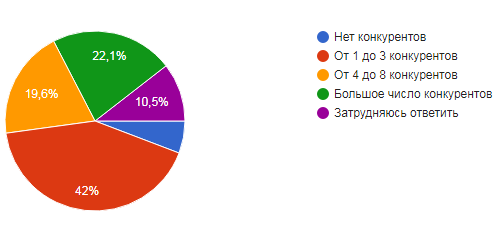 22,1%
10,5%
19,6%
42%
Нет конкурентов
От 1 до 3 конкурентов
От 4 до 8 конкурентов
Большое число конкурентов
Затрудняюсь ответить